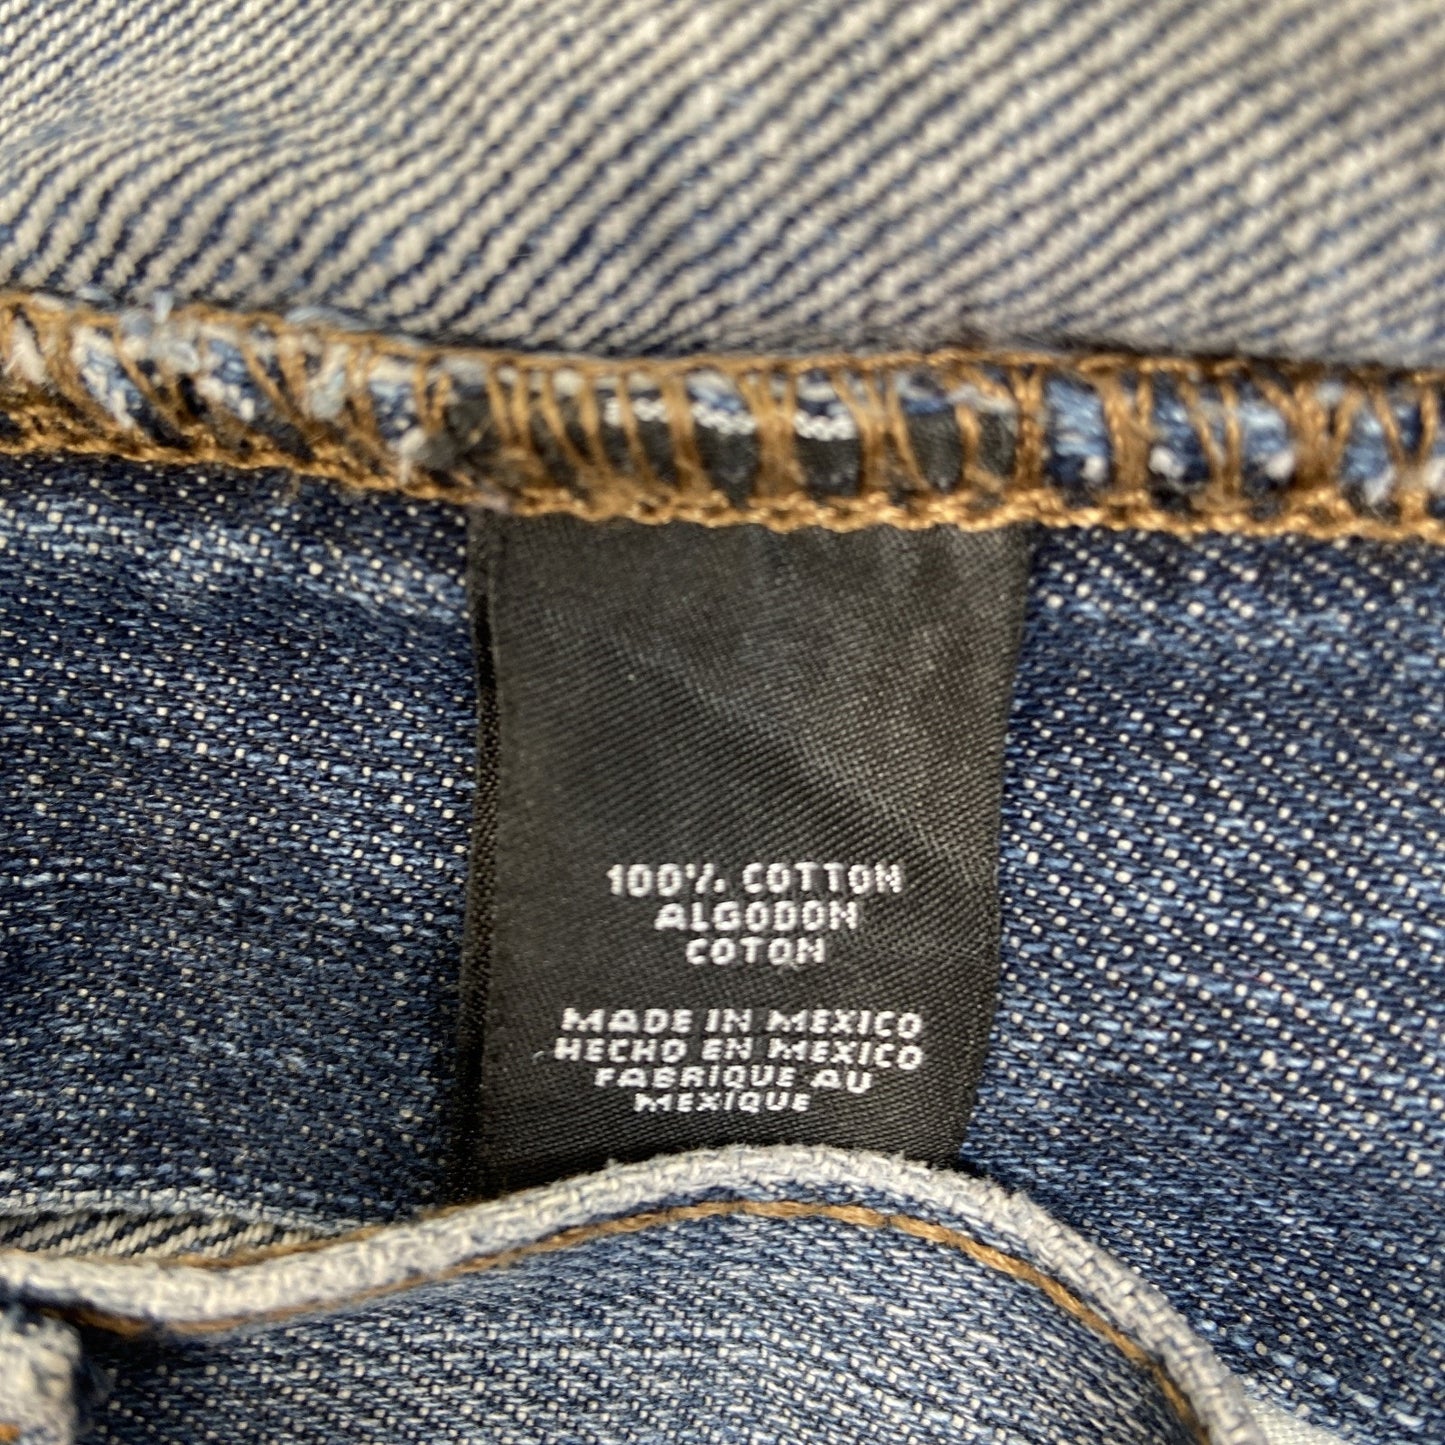 100% COTTON
ALGODON
COTON
MADE IN MEXICO
HECHO EN MEXICO
FABRIQUE AU
MEXIQUE